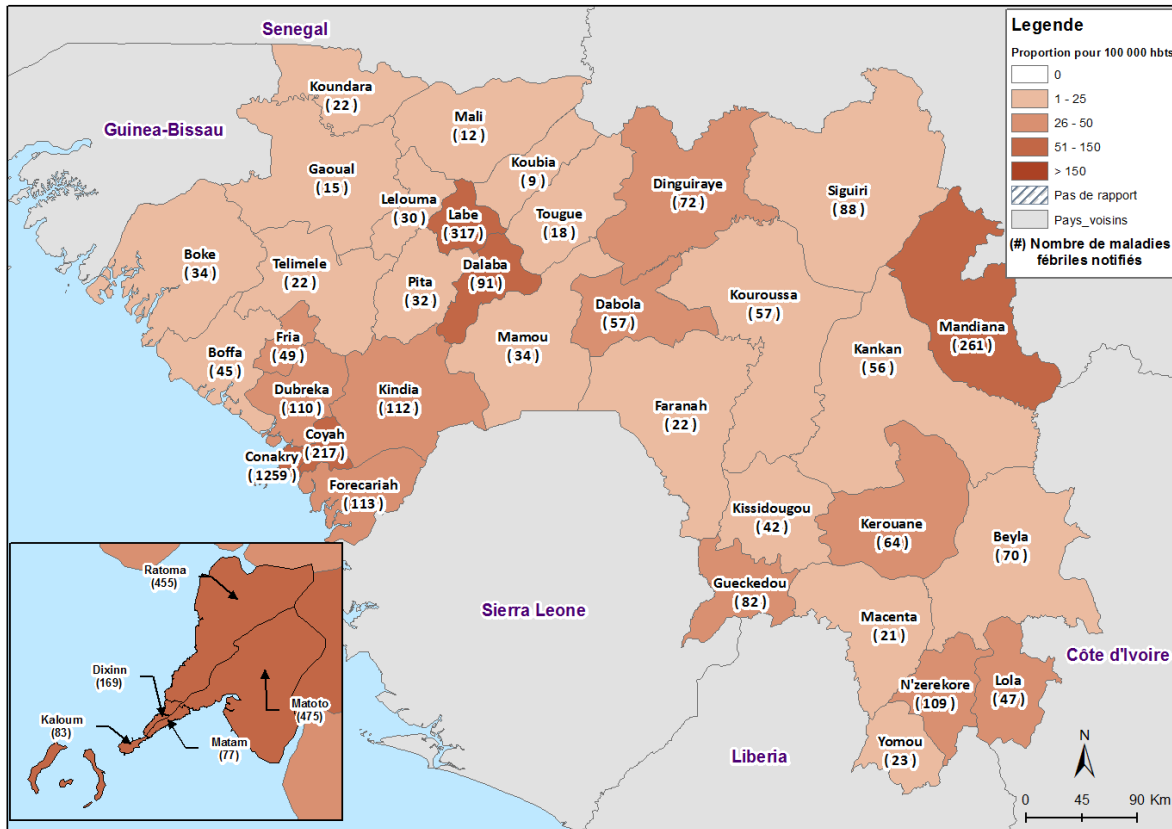 Senegal
Guinea-Bissau
Koundara
(22)
Mali
(12)
Gaoual
(15)
Koubia
(9)
Lelouma
(30)
Labe
(317)
Tougue
(18)
Dinguiraye
(72)
Siguiri
(88)
Boke
(34)
Telimele
(22)
Pita
(32)
Dalaba
(91)
Dabola
(57)
Kouroussa
(57)
Mandiana
(261)
Fria
(49)
Boffa
(45)
Mamou
(34)
Kankan
(56)
Dubreka
(110)
Kindia
(112)
Faranah
(22)
Coyah
(217)
Conakry
(1259)
Forecariah
(113)
Kissidougou
(42)
Kerouane
(64)
Beyla
(70)
Gueckedou
(82)
Macenta
(21)
Sierra Leone
Côte d'Ivoire
N'zerekore
(109)
Lola
(47)
Yomou
(23)
Liberia
Legende
Proportion pour 100 000 hbts
0
1 - 25
26 - 50
51 - 150
> 150
Pas de rapport
Pays_voisins
(#) Nombre de maladies
fébriles notifiés
Ratoma
(455)
Dixinn
(169)
Kaloum
(83)
Matam
(77)
Matoto
(475)
N
0 45 90 Km